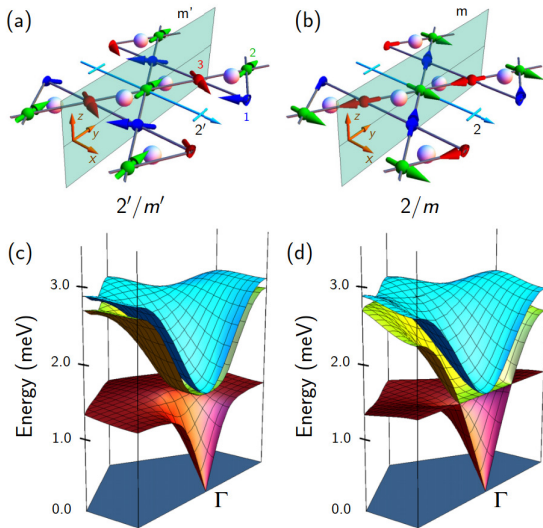 (a)
m'
2
3
1
2'
z
y
x
2'/m'
(b)
m
2
z
y
x
2/m
(c)
Energy (meV)
3.0
2.0
1.0
0.0
Γ
(d)
Energy (meV)
3.0
2.0
1.0
0.0
Γ